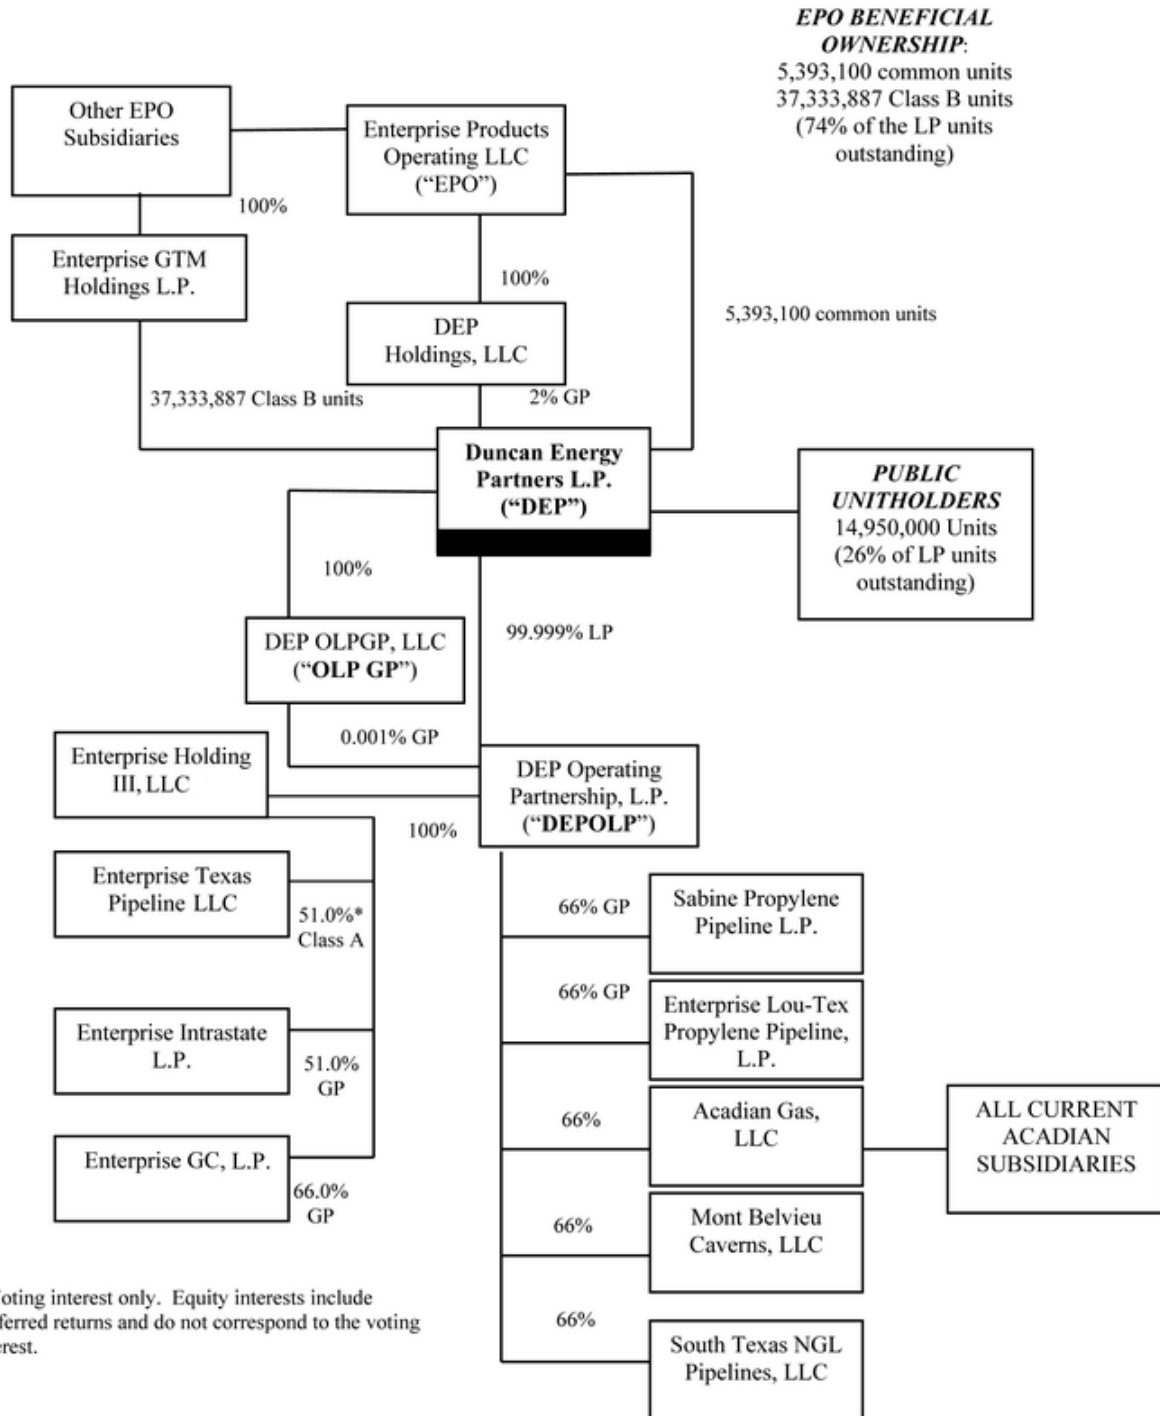 EPO BENEFICIAL
OWNERSHIP:
5,393,100 common units
37,333,887 Class B units
(74% of the LP units
outstanding)
Other EPO
Subsidiaries
Enterprise Products
Operating LLC
(“EPO”)
100%
Enterprise GTM
Holdings L.P.
100%
DEP
Holdings, LLC
5,393,100 common units
37,333,887 Class B units
2% GP
Duncan Energy
Partners L.P.
(“DEP”)
PUBLIC
UNITHOLDERS
14,950,000 Units
(26% of LP units
outstanding)
100%
99.999% LP
DEP OLPGP, LLC
(“OLP GP”)
0.001% GP
Enterprise Holding
III, LLC
DEP Operating
Partnership, L.P.
(“DEPOLP”)
100%
Enterprise Texas
Pipeline LLC
51.0%*
Class A
66% GP
Sabine Propylene
Pipeline L.P.
66% GP
Enterprise Lou-Tex
Propylene Pipeline,
L.P.
Enterprise Intrastate
L.P.
51.0%
GP
66%
Acadian Gas,
LLC
ALL CURRENT
ACADIAN
SUBSIDIARIES
Enterprise GC, L.P.
66.0%
GP
66%
Mont Belvieu
Caverns, LLC
66%
South Texas NGL
Pipelines, LLC
interest only. Equity interests include
returns and do not correspond to the voting